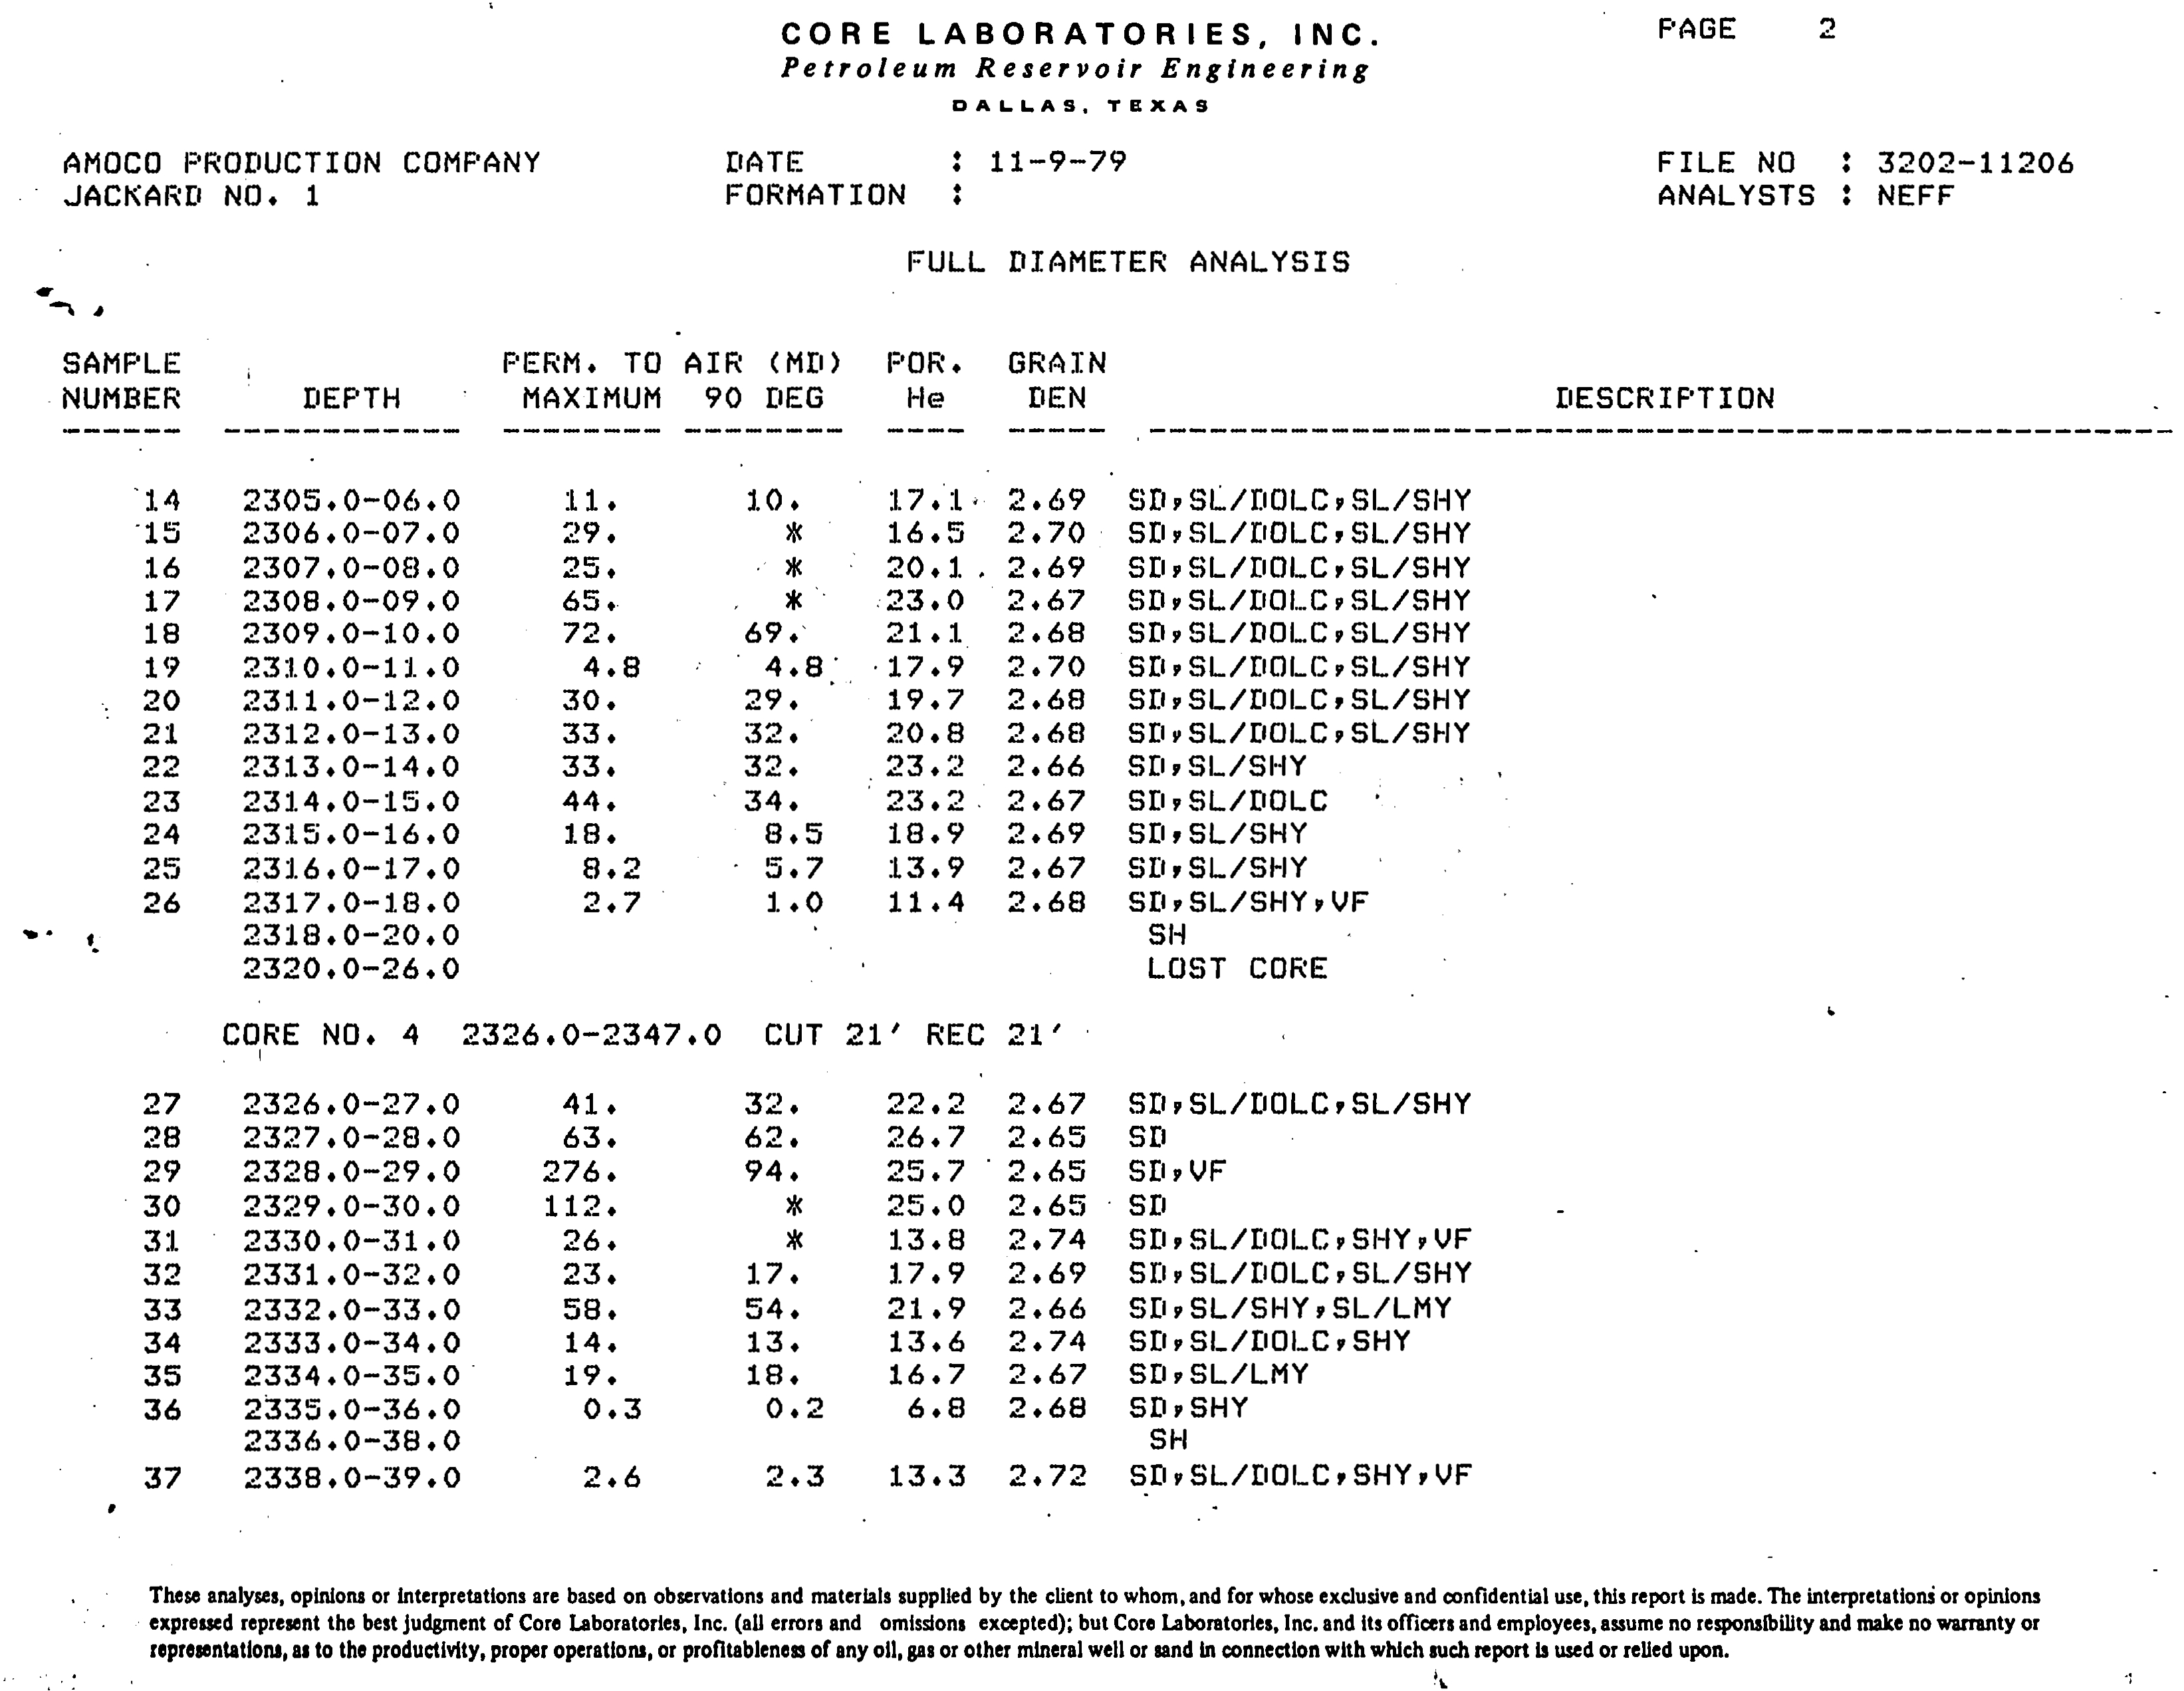 CORE LABORATORIES, INC.
Petroleum Reservoir Engineering
DALLAS, TEXAS
PAGE 2
AMOCO PRODUCTION COMPANY DATE : 11-9-79 FILE NO : 3202-11206
JACKARD NO. 1 FORMATION : ANALYSTS : NEFF
FULL DIAMETER ANALYSIS
SAMPLE PERM. TO AIR (MD) POR. GRAIN
NUMBER DEPTH MAXIMUM 90 DEG He DEN DESCRIPTION
14 2305.0-06.0 11. 10. 17.1 2.69 SD,SL/DOLC,SL/SHY
15 2306.0-07.0 29. * 16.5 2.70 SD,SL/DOLC,SL/SHY
16 2307.0-08.0 25. * 20.1 2.69 SD,SL/DOLC,SL/SHY
17 2308.0-09.0 65. * 23.0 2.67 SD,SL/DOLC,SL/SHY
18 2309.0-10.0 72. 69. 21.1 2.68 SD,SL/DOLC,SL/SHY
19 2310.0-11.0 4.8 4.8 17.9 2.70 SD,SL/DOLC,SL/SHY
20 2311.0-12.0 30. 29. 19.7 2.68 SD,SL/DOLC,SL/SHY
21 2312.0-13.0 33. 32. 20.8 2.68 SD,SL/DOLC,SL/SHY
22 2313.0-14.0 33. 32. 23.2 2.66 SD,SL/SHY
23 2314.0-15.0 44. 34. 23.2 2.67 SD,SL/DOLC
24 2315.0-16.0 18. 8.5 18.9 2.69 SD,SL/SHY
25 2316.0-17.0 8.2 5.7 13.9 2.67 SD,SL/SHY
26 2317.0-18.0 2.7 1.0 11.4 2.68 SD,SL/SHY,VF
2318.0-20.0 SH
2320.0-26.0 LOST CORE
CORE NO. 4 2326.0-2347.0 CUT 21' REC 21'
27 2326.0-27.0 41. 32. 22.2 2.67 SD,SL/DOLC,SL/SHY
28 2327.0-28.0 63. 62. 26.7 2.65 SD
29 2328.0-29.0 276. 94. 25.7 2.65 SD,VF
30 2329.0-30.0 112. * 25.0 2.65 SD
31 2330.0-31.0 26. * 13.8 2.74 SD,SL/DOLC,SHY,VF
32 2331.0-32.0 23. 17. 17.9 2.69 SD,SL/DOLC,SL/SHY
33 2332.0-33.0 58. 54. 21.9 2.66 SD,SL/SHY,SL/LMY
34 2333.0-34.0 14. 13. 13.6 2.74 SD,SL/DOLC,SHY
35 2334.0-35.0 19. 18. 16.7 2.67 SD,SL/LMY
36 2335.0-36.0 0.3 0.2 6.8 2.68 SD,SHY
2336.0-38.0 SH
37 2338.0-39.0 2.6 2.3 13.3 2.72 SD,SL/DOLC,SHY,VF
These analyses, opinions or interpretations are based on observations and materials supplied by the client to whom, and for whose exclusive and confidential use, this report is made. The interpretations or opinions
expressed represent the best judgment of Core Laboratories, Inc. (all errors and omissions excepted); but Core Laboratories, Inc. and its officers and employees, assume no responsibility and make no warranty or
representations, as to the productivity, proper operations, or profitableness of any oil, gas or other mineral well or sand in connection with which such report is used or relied upon.